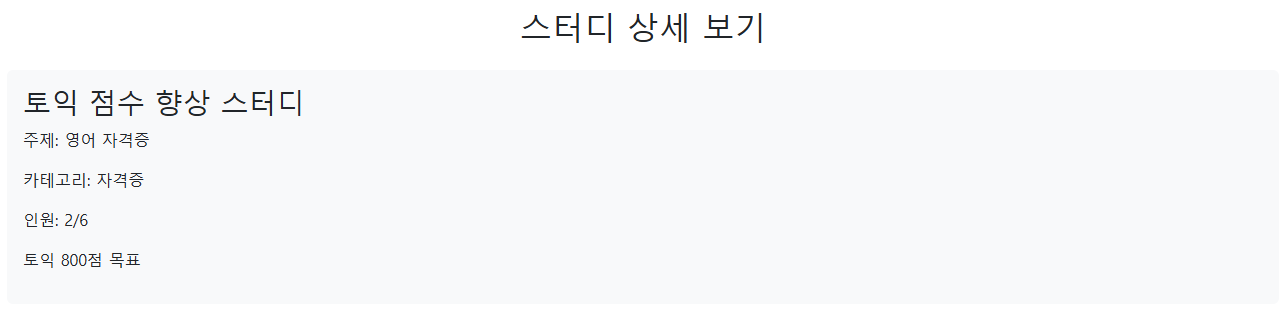 스터디 상세 보기
토익 점수 향상 스터디
주제: 영어 자격증
카테고리: 자격증
인원: 2/6
토익 800점 목표